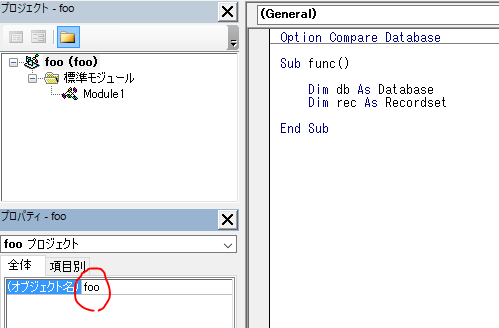 プロジェクト - foo
foo (foo)
標準モジュール
Module1
プロパティ - foo
foo プロジェクト
全体 項目別
(オブジェクト名) foo
(General)
Option Compare Database
Sub func()
Dim db As Database
Dim rec As Recordset
End Sub